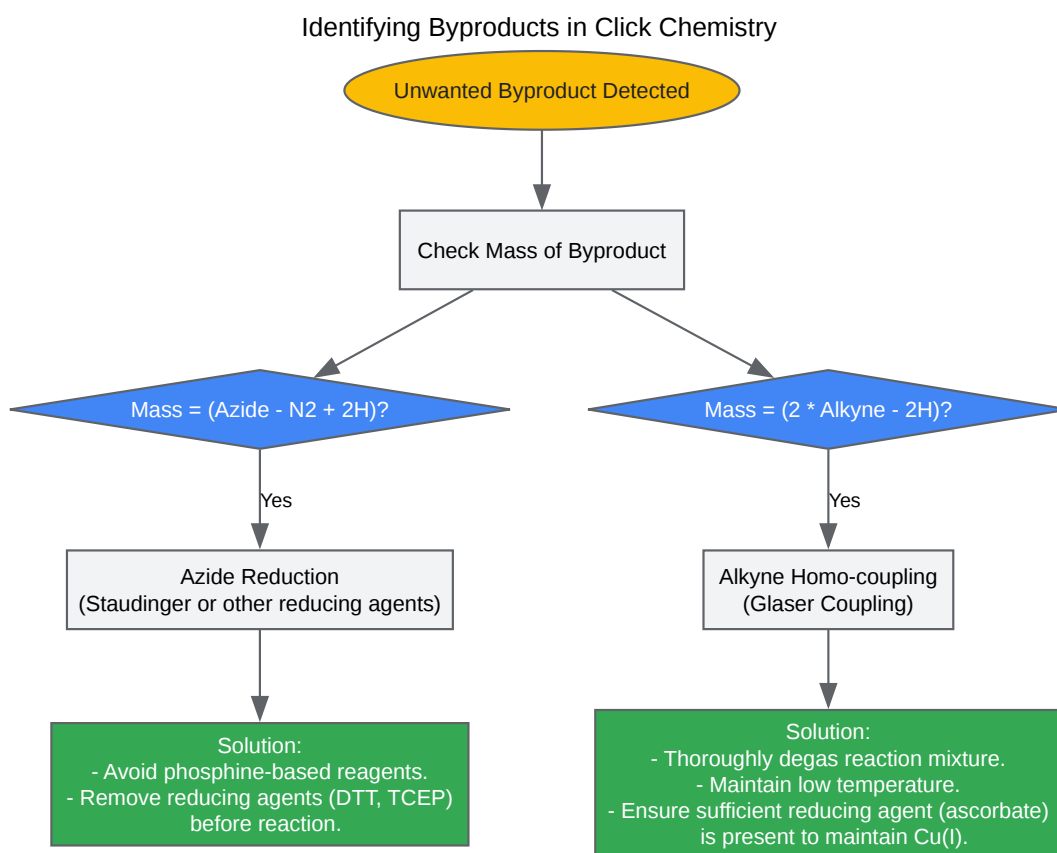 Identifying Byproducts in Click Chemistry
Unwanted Byproduct Detected
Check Mass of Byproduct
Mass = (Azide - N2 + 2H)?
Mass = (2 * Alkyne - 2H)?
Yes
Yes
Azide Reduction
(Staudinger or other reducing agents)
Alkyne Homo-coupling
(Glaser Coupling)
Solution:
- Avoid phosphine-based reagents.
- Remove reducing agents (DTT, TCEP)
before reaction.
Solution:
- Thoroughly degas reaction mixture.
- Maintain low temperature.
- Ensure sufficient reducing agent (ascorbate)
is present to maintain Cu(I).